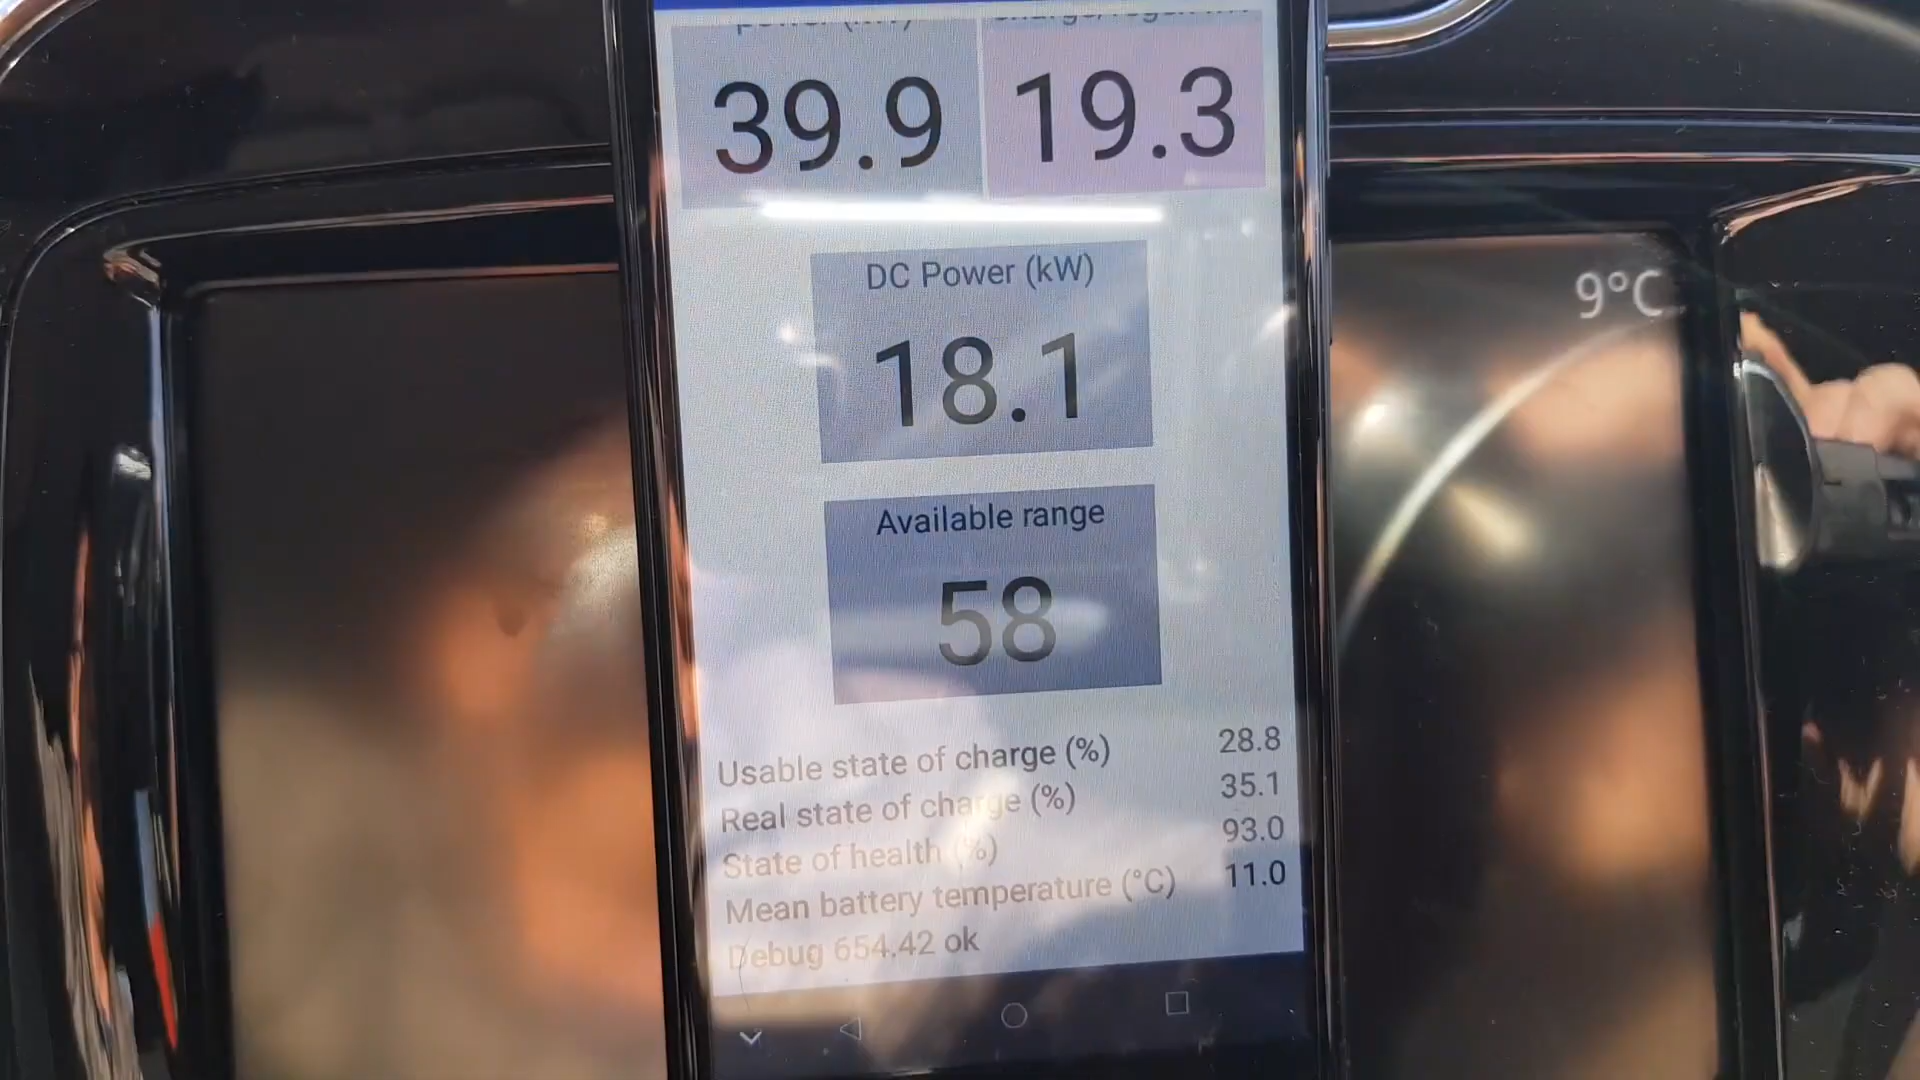 39.9 19.3
DC Power (kW)
18.1
9°C
Available range
58
Usable state of charge (%) 28.8
Real state of charge (%) 35.1
State of health (%) 93.0
Mean battery temperature (°C) 11.0
Debug 654.42 ok